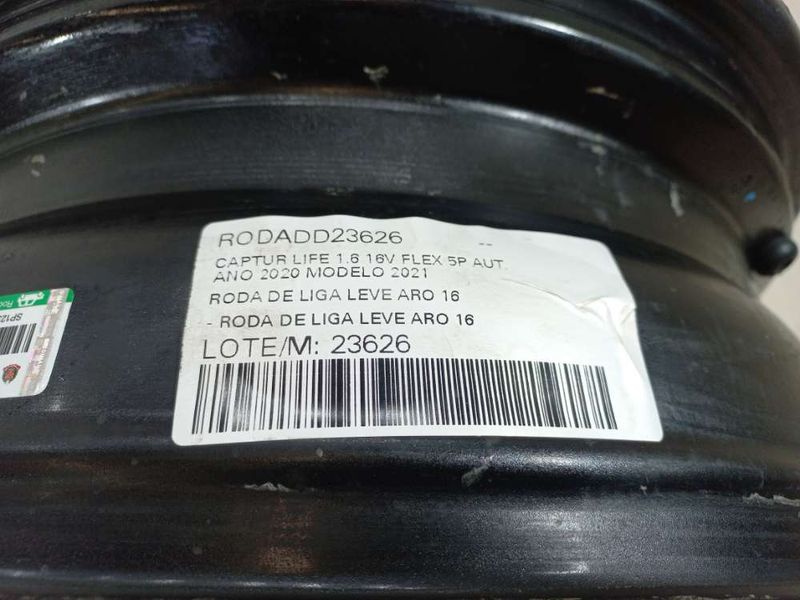 RODADD23626
--
CAPTUR LIFE 1.6 16V FLEX 5P AUT.
ANO 2020 MODELO 2021
RODA DE LIGA LEVE ARO 16
- RODA DE LIGA LEVE ARO 16
LOTE/M: 23626